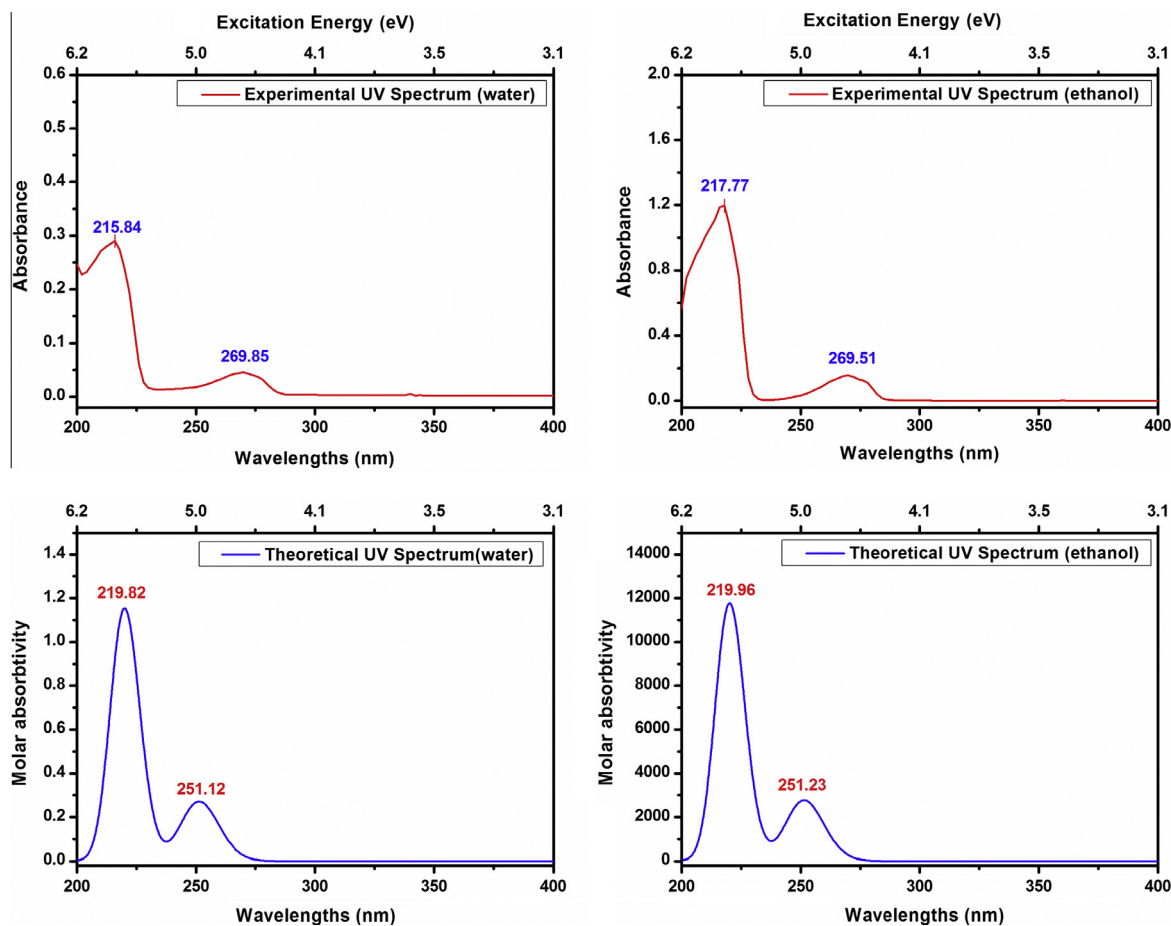 Excitation Energy (eV)
6.2 5.0 4.1 3.5 3.1
0.6
Experimental UV Spectrum (water)
0.5
0.4
0.3
0.2
0.1
0.0
Absorbance
215.84
269.85
200 250 300 350 400
Wavelengths (nm)
Excitation Energy (eV)
6.2 5.0 4.1 3.5 3.1
2.0
Experimental UV Spectrum (ethanol)
1.6
1.2
0.8
0.4
0.0
Absorbance
217.77
269.51
200 250 300 350 400
Wavelengths (nm)
6.2 5.0 4.1 3.5 3.1
Theoretical UV Spectrum(water)
1.4
1.2
1.0
0.8
0.6
0.4
0.2
0.0
Molar absorbtivity
219.82
251.12
200 250 300 350 400
Wavelengths (nm)
6.2 5.0 4.1 3.5 3.1
Theoretical UV Spectrum (ethanol)
14000
12000
10000
8000
6000
4000
2000
0
Molar absorbtivity
219.96
251.23
200 250 300 350 400
Wavelengths (nm)